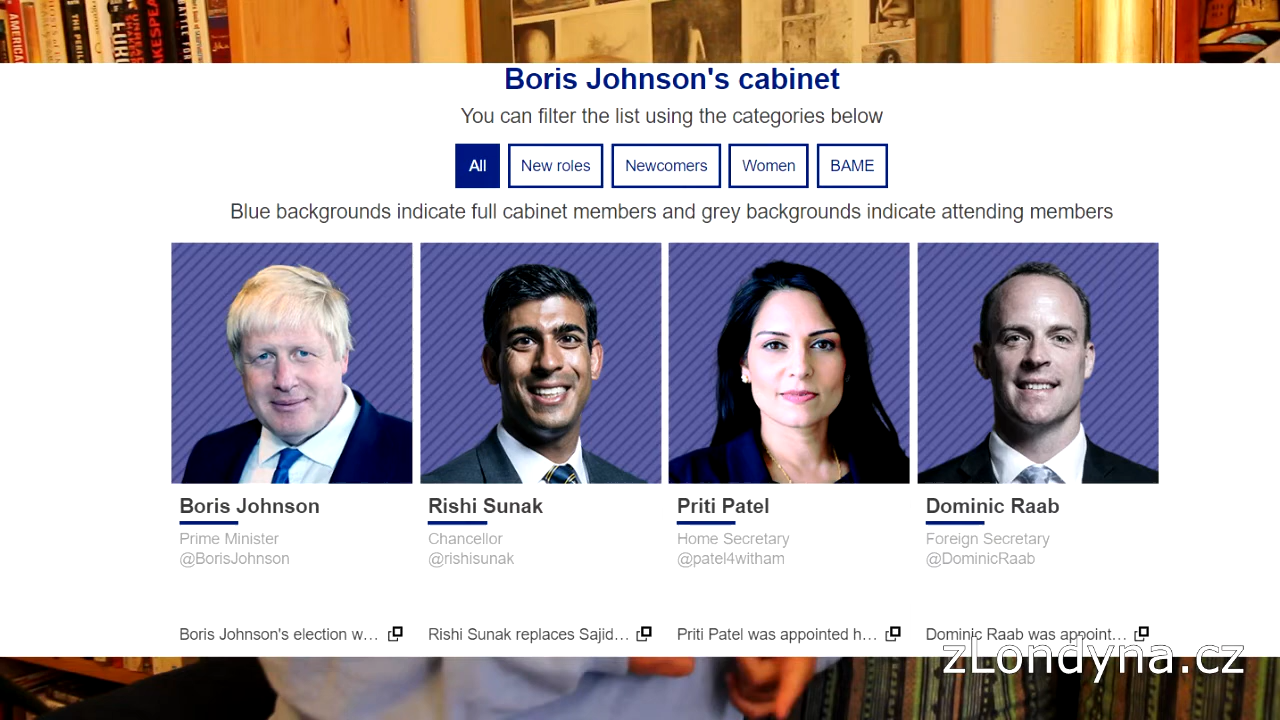 AMERICAN
THE PERIL
Boris Johnson's cabinet
You can filter the list using the categories below
All New roles Newcomers Women BAME
Blue backgrounds indicate full cabinet members and grey backgrounds indicate attending members
Boris Johnson Rishi Sunak Priti Patel Dominic Raab
Prime Minister Chancellor Home Secretary Foreign Secretary
@BorisJohnson @rishisunak @patel4witham @DominicRaab
Boris Johnson's election w… Rishi Sunak replaces Sajid… Priti Patel was appointed h… Dominic Raab was appoint…
zLondyna.cz